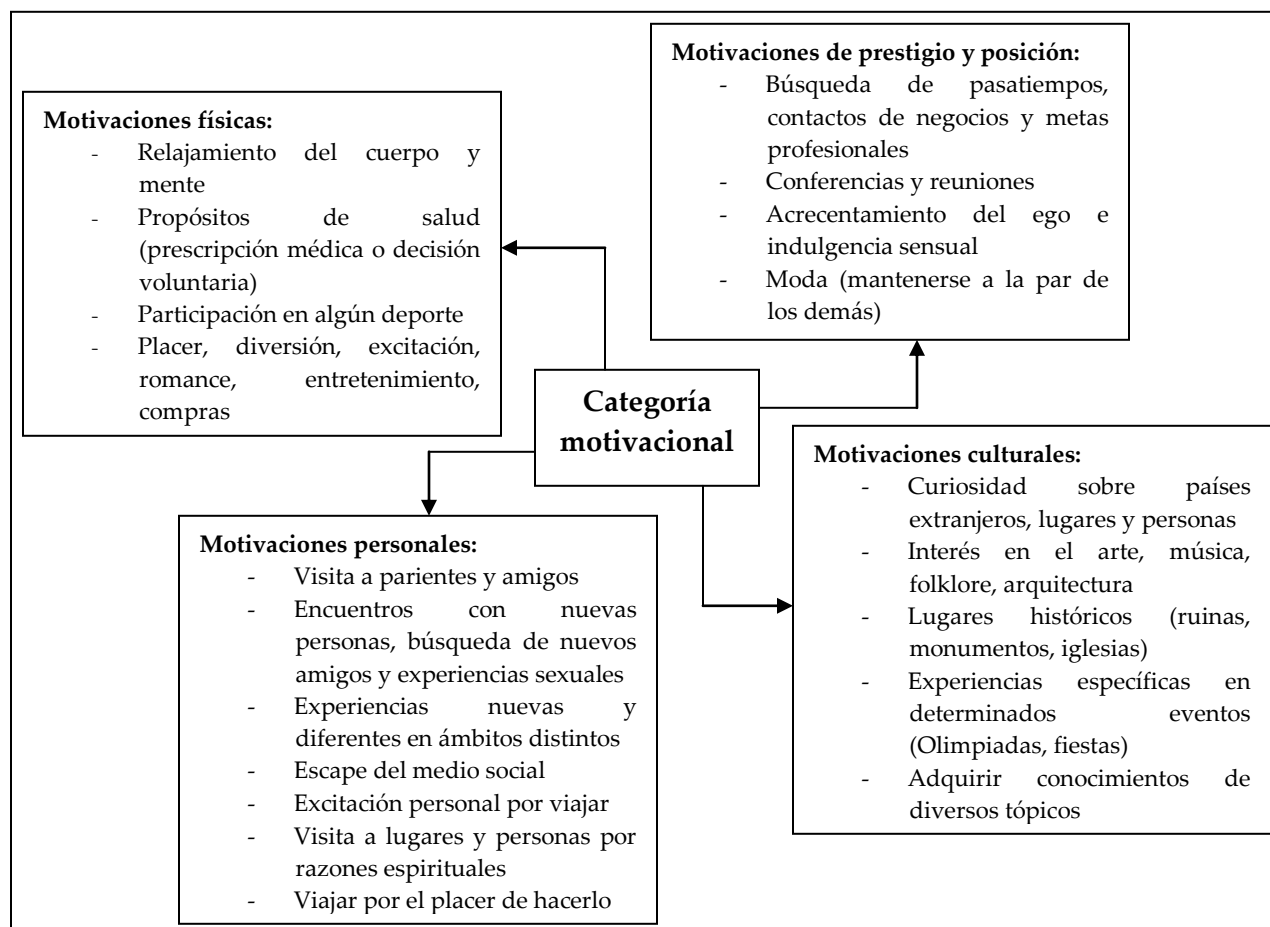 Motivaciones de prestigio y posición:
- Búsqueda de pasatiempos,
contactos de negocios y metas
profesionales
- Conferencias y reuniones
- Acrecentamiento del ego e
indulgencia sensual
- Moda (mantenerse a la par de
los demás)
Motivaciones físicas:
- Relajamiento del cuerpo y
mente
- Propósitos de salud
(prescripción médica o decisión
voluntaria)
- Participación en algún deporte
- Placer, diversión, excitación,
romance, entretenimiento,
compras
Categoría
motivacional
Motivaciones culturales:
- Curiosidad sobre países
extranjeros, lugares y personas
- Interés en el arte, música,
folklore, arquitectura
- Lugares históricos (ruinas,
monumentos, iglesias)
- Experiencias específicas en
determinados eventos
(Olimpiadas, fiestas)
- Adquirir conocimientos de
diversos tópicos
Motivaciones personales:
- Visita a parientes y amigos
- Encuentros con nuevas
personas, búsqueda de nuevos
amigos y experiencias sexuales
- Experiencias nuevas y
diferentes en ámbitos distintos
- Escape del medio social
- Excitación personal por viajar
- Visita a lugares y personas por
razones espirituales
- Viajar por el placer de hacerlo